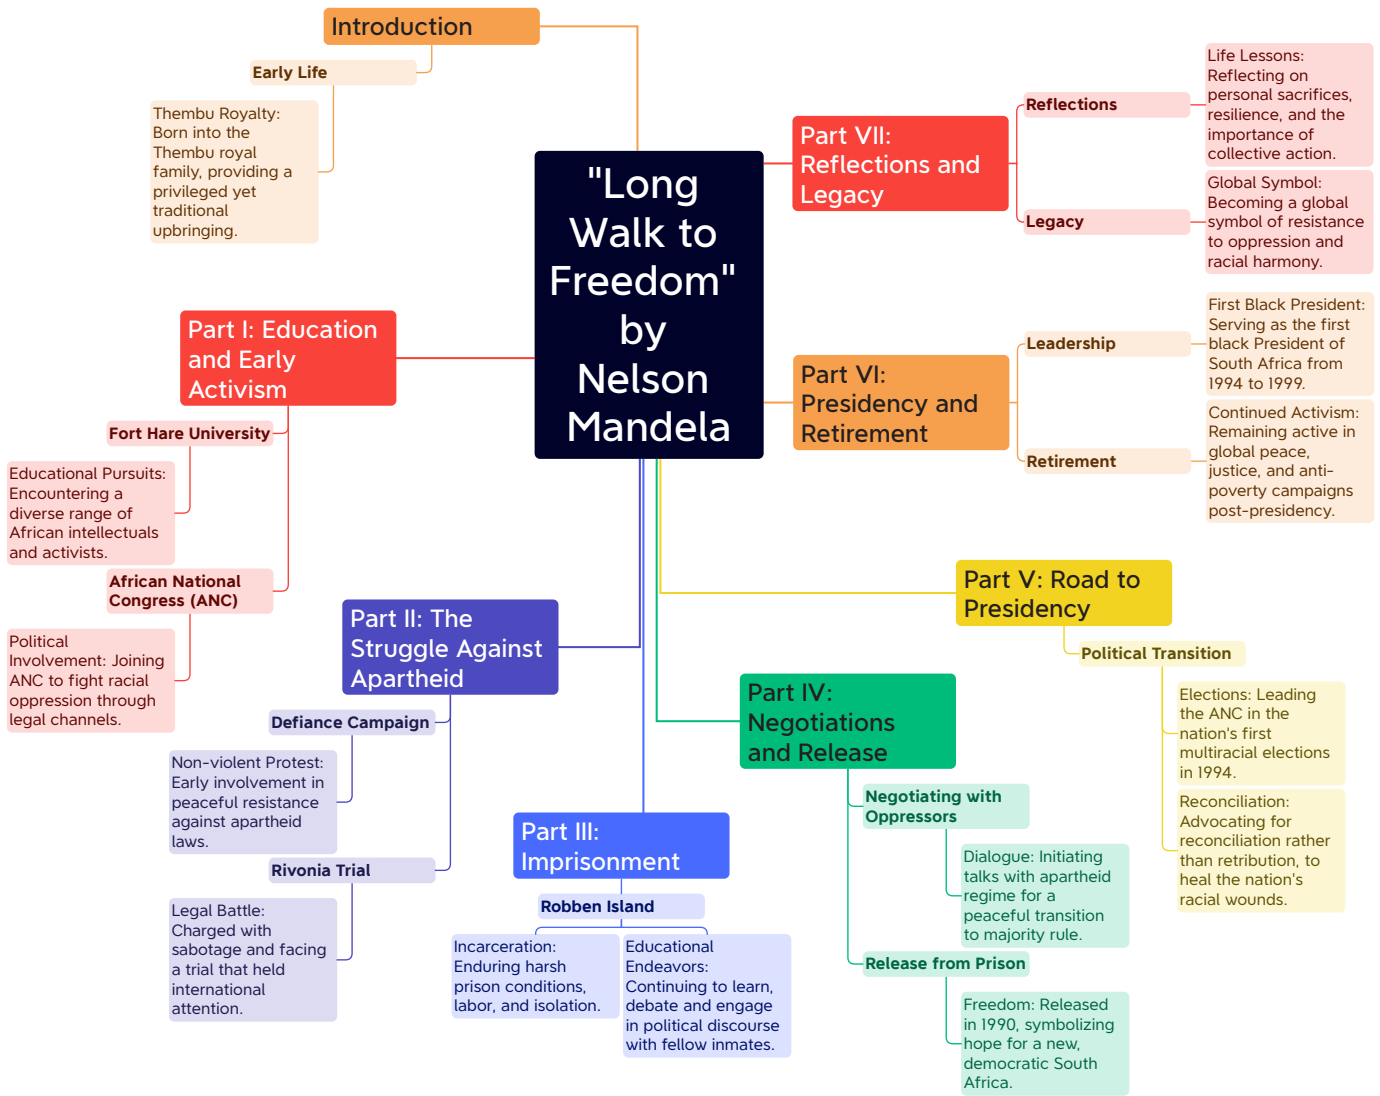 "Long
Walk to
Freedom"
by
Nelson
Mandela
Introduction
Early Life
Thembu Royalty:
Born into the
Thembu royal
family, providing a
privileged yet
traditional
upbringing.
Part I: Education
and Early
Activism
Fort Hare University
Educational Pursuits:
Encountering a
diverse range of
African intellectuals
and activists.
African National
Congress (ANC)
Political
Involvement: Joining
ANC to fight racial
oppression through
legal channels.
Part II: The
Struggle Against
Apartheid
Defiance Campaign
Non-violent Protest:
Early involvement in
peaceful resistance
against apartheid
laws.
Rivonia Trial
Legal Battle:
Charged with
sabotage and facing
a trial that held
international
attention.
Part III:
Imprisonment
Robben Island
Incarceration:
Enduring harsh
prison conditions,
labor, and isolation.
Educational
Endeavors:
Continuing to learn,
debate and engage
in political discourse
with fellow inmates.
Part IV:
Negotiations
and Release
Negotiating with
Oppressors
Dialogue: Initiating
talks with apartheid
regime for a
peaceful transition
to majority rule.
Release from Prison
Freedom: Released
in 1990, symbolizing
hope for a new,
democratic South
Africa.
Part V: Road to
Presidency
Political Transition
Elections: Leading
the ANC in the
nation's first
multiracial elections
in 1994.
Reconciliation:
Advocating for
reconciliation rather
than retribution, to
heal the nation's
racial wounds.
Part VI:
Presidency and
Retirement
Leadership
First Black President:
Serving as the first
black President of
South Africa from
1994 to 1999.
Retirement
Continued Activism:
Remaining active in
global peace,
justice, and anti-
poverty campaigns
post-presidency.
Part VII:
Reflections and
Legacy
Reflections
Life Lessons:
Reflecting on
personal sacrifices,
resilience, and the
importance of
collective action.
Legacy
Global Symbol:
Becoming a global
symbol of resistance
to oppression and
racial harmony.